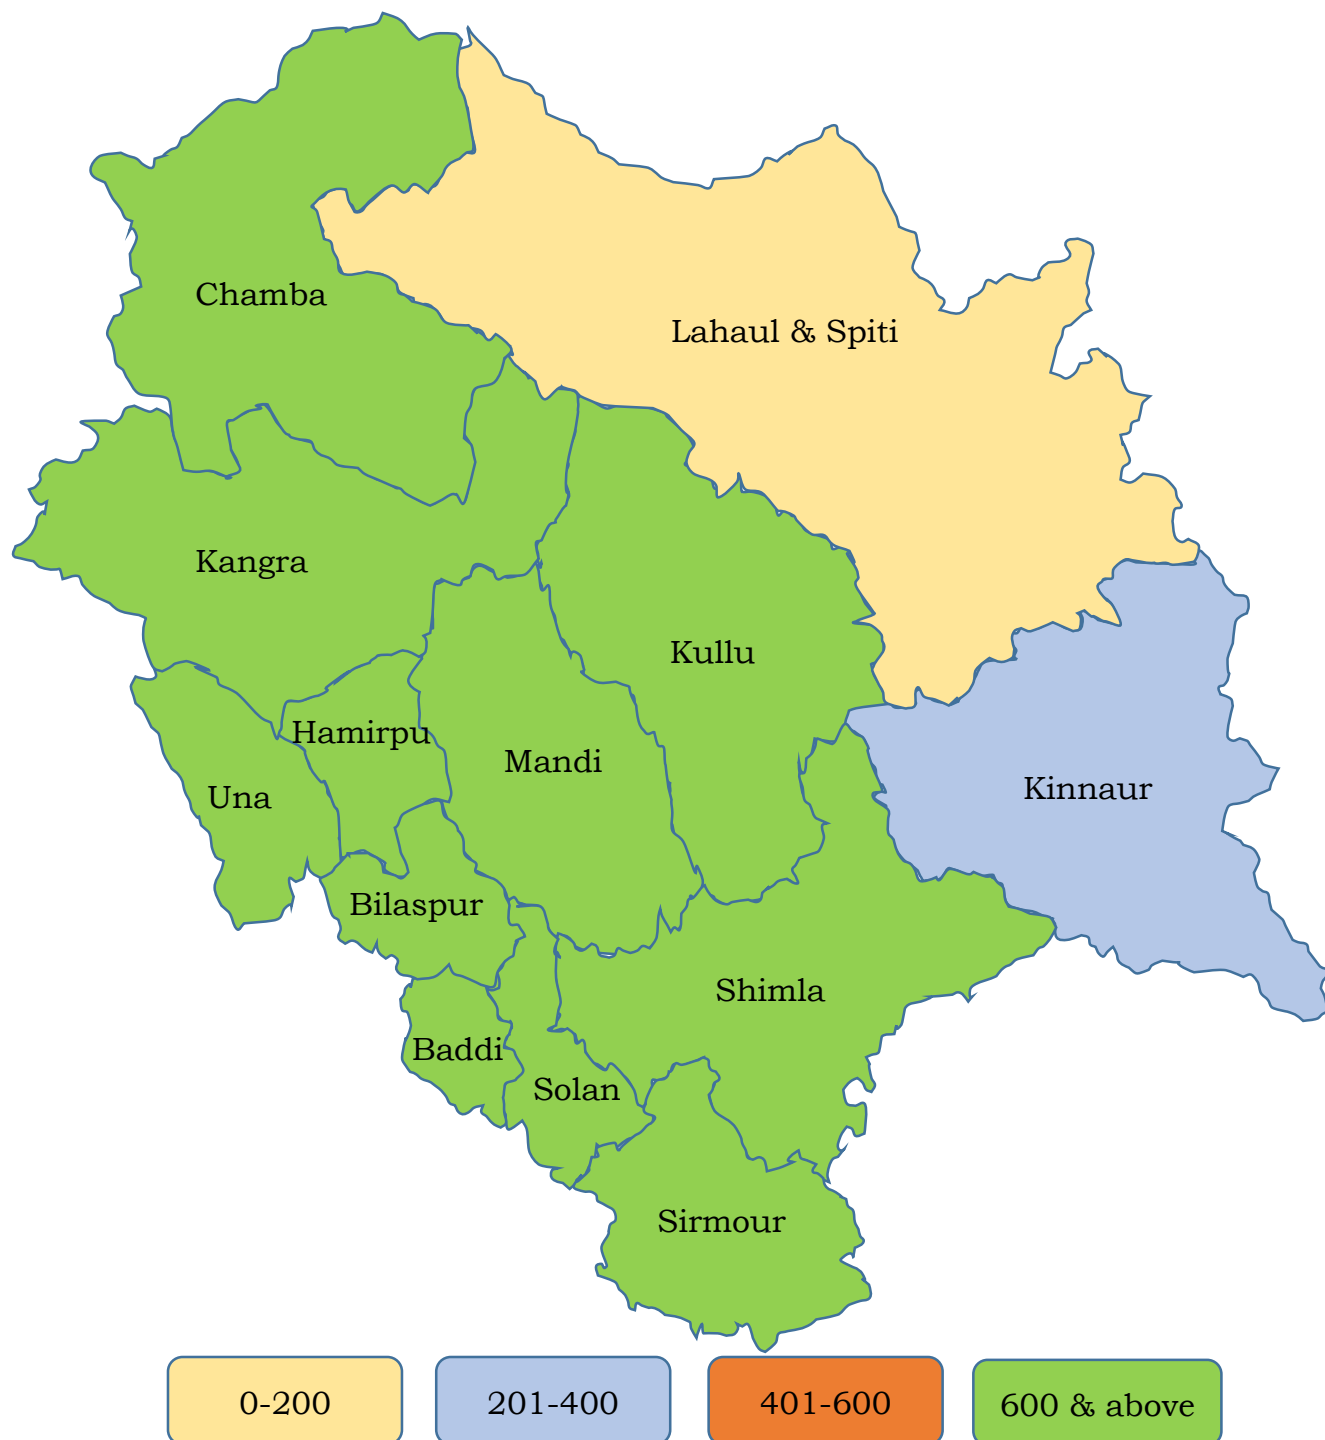 Chamba
Lahaul & Spiti
Kangra
Kullu
Hamirpu
Mandi
Una
Kinnaur
Bilaspur
Shimla
Baddi
Solan
Sirmour
0-200
201-400
401-600
600 & above